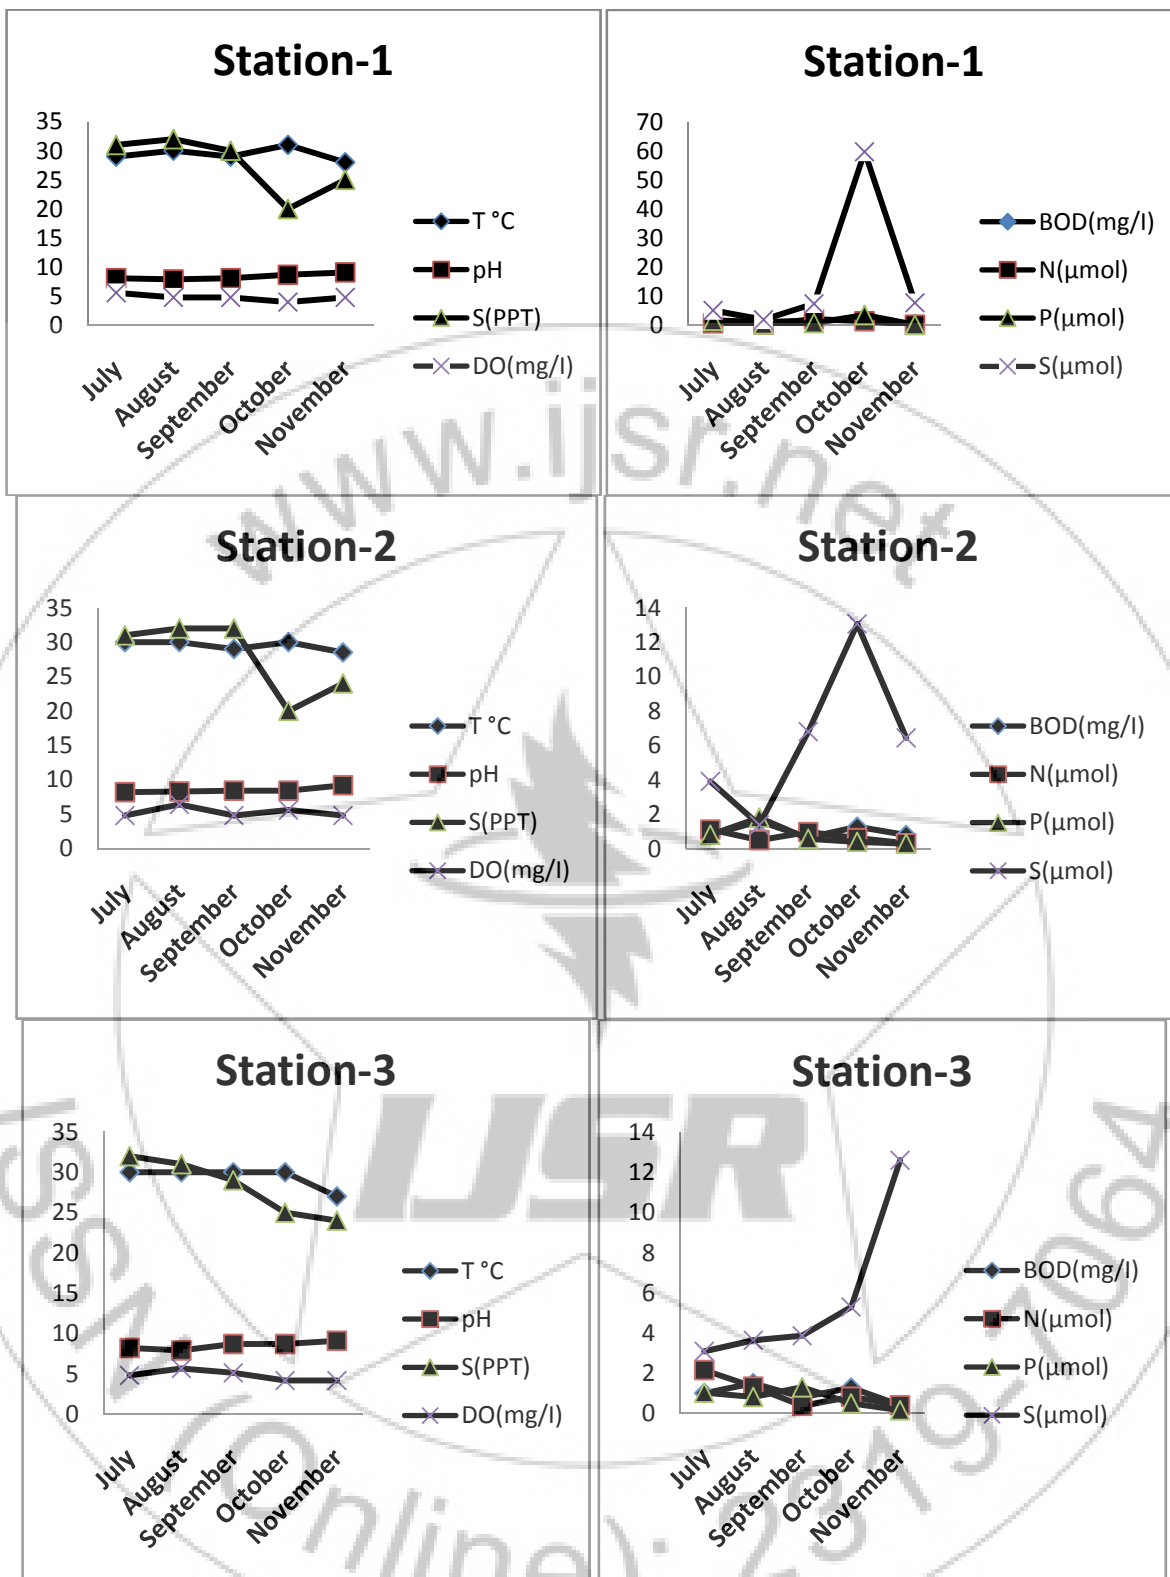 Station-1
35
30
25
20
15
10
5
0
July
August
September
October
November
T °C
pH
S(PPT)
DO(mg/l)
Station-1
70
60
50
40
30
20
10
0
July
August
September
October
November
BOD(mg/l)
N(μmol)
P(μmol)
S(μmol)
Station-2
35
30
25
20
15
10
5
0
July
August
September
October
November
T °C
pH
S(PPT)
DO(mg/l)
Station-2
14
12
10
8
6
4
2
0
July
August
September
October
November
BOD(mg/l)
N(μmol)
P(μmol)
S(μmol)
Station-3
35
30
25
20
15
10
5
0
July
August
September
October
November
T °C
pH
S(PPT)
DO(mg/l)
Station-3
14
12
10
8
6
4
2
0
July
August
September
October
November
BOD(mg/l)
N(μmol)
P(μmol)
S(μmol)
www.ijsr.net
IJSR
ISSN (Online): 2319-7064